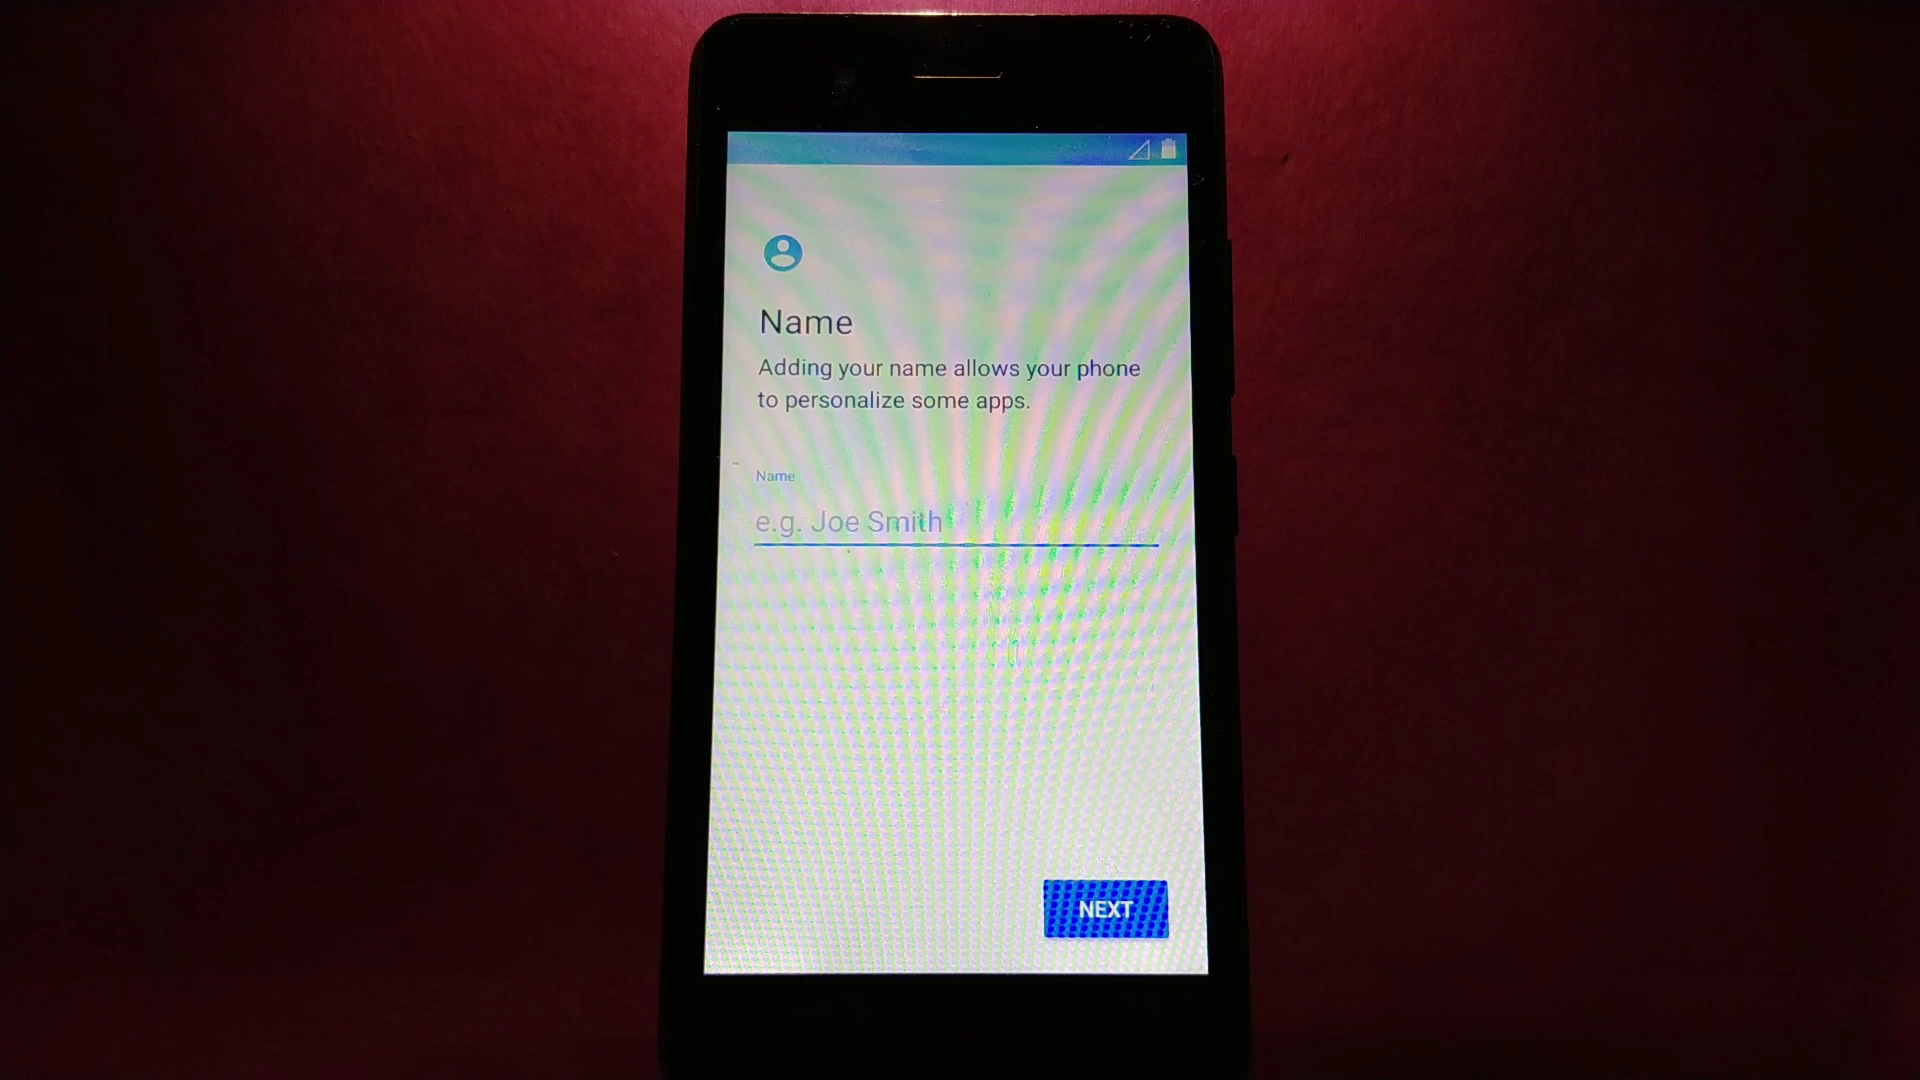 Name
Adding your name allows your phone
to personalize some apps.
Name
e.g. Joe Smith
NEXT